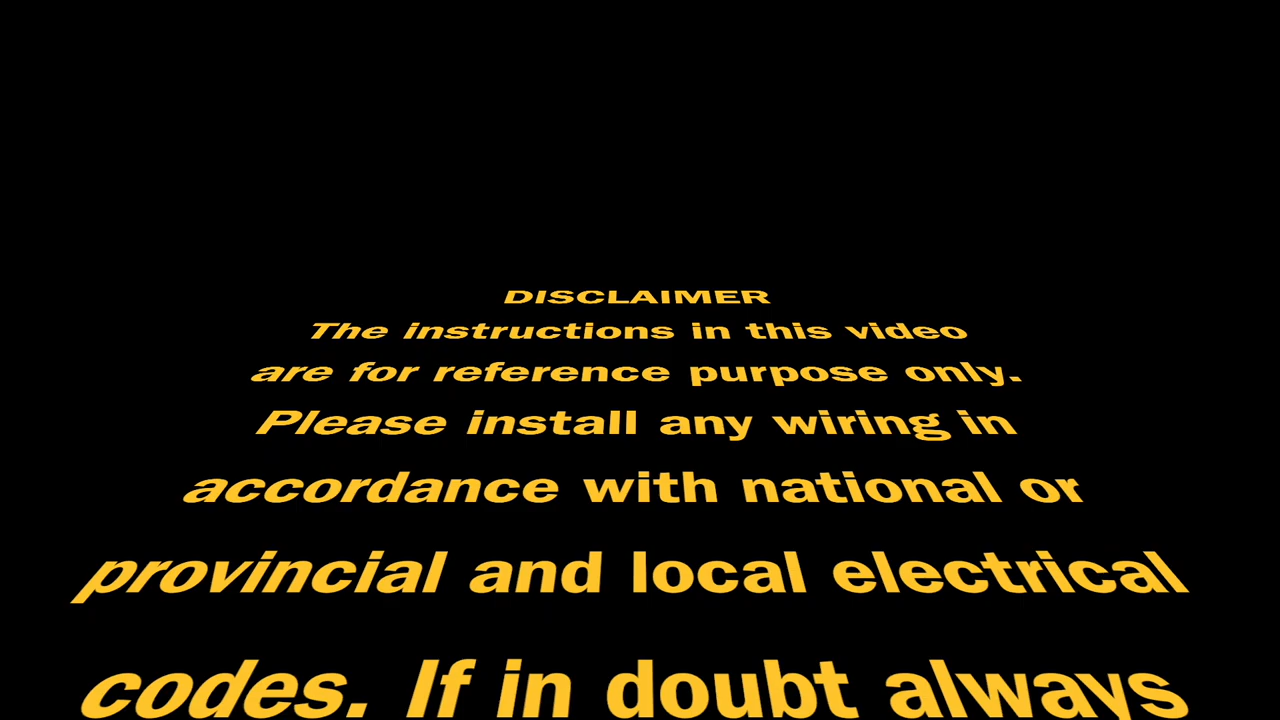 DISCLAIMER
The instructions in this video
are for reference purpose only.
Please install any wiring in
accordance with national or
provincial and local electrical
codes. If in doubt always